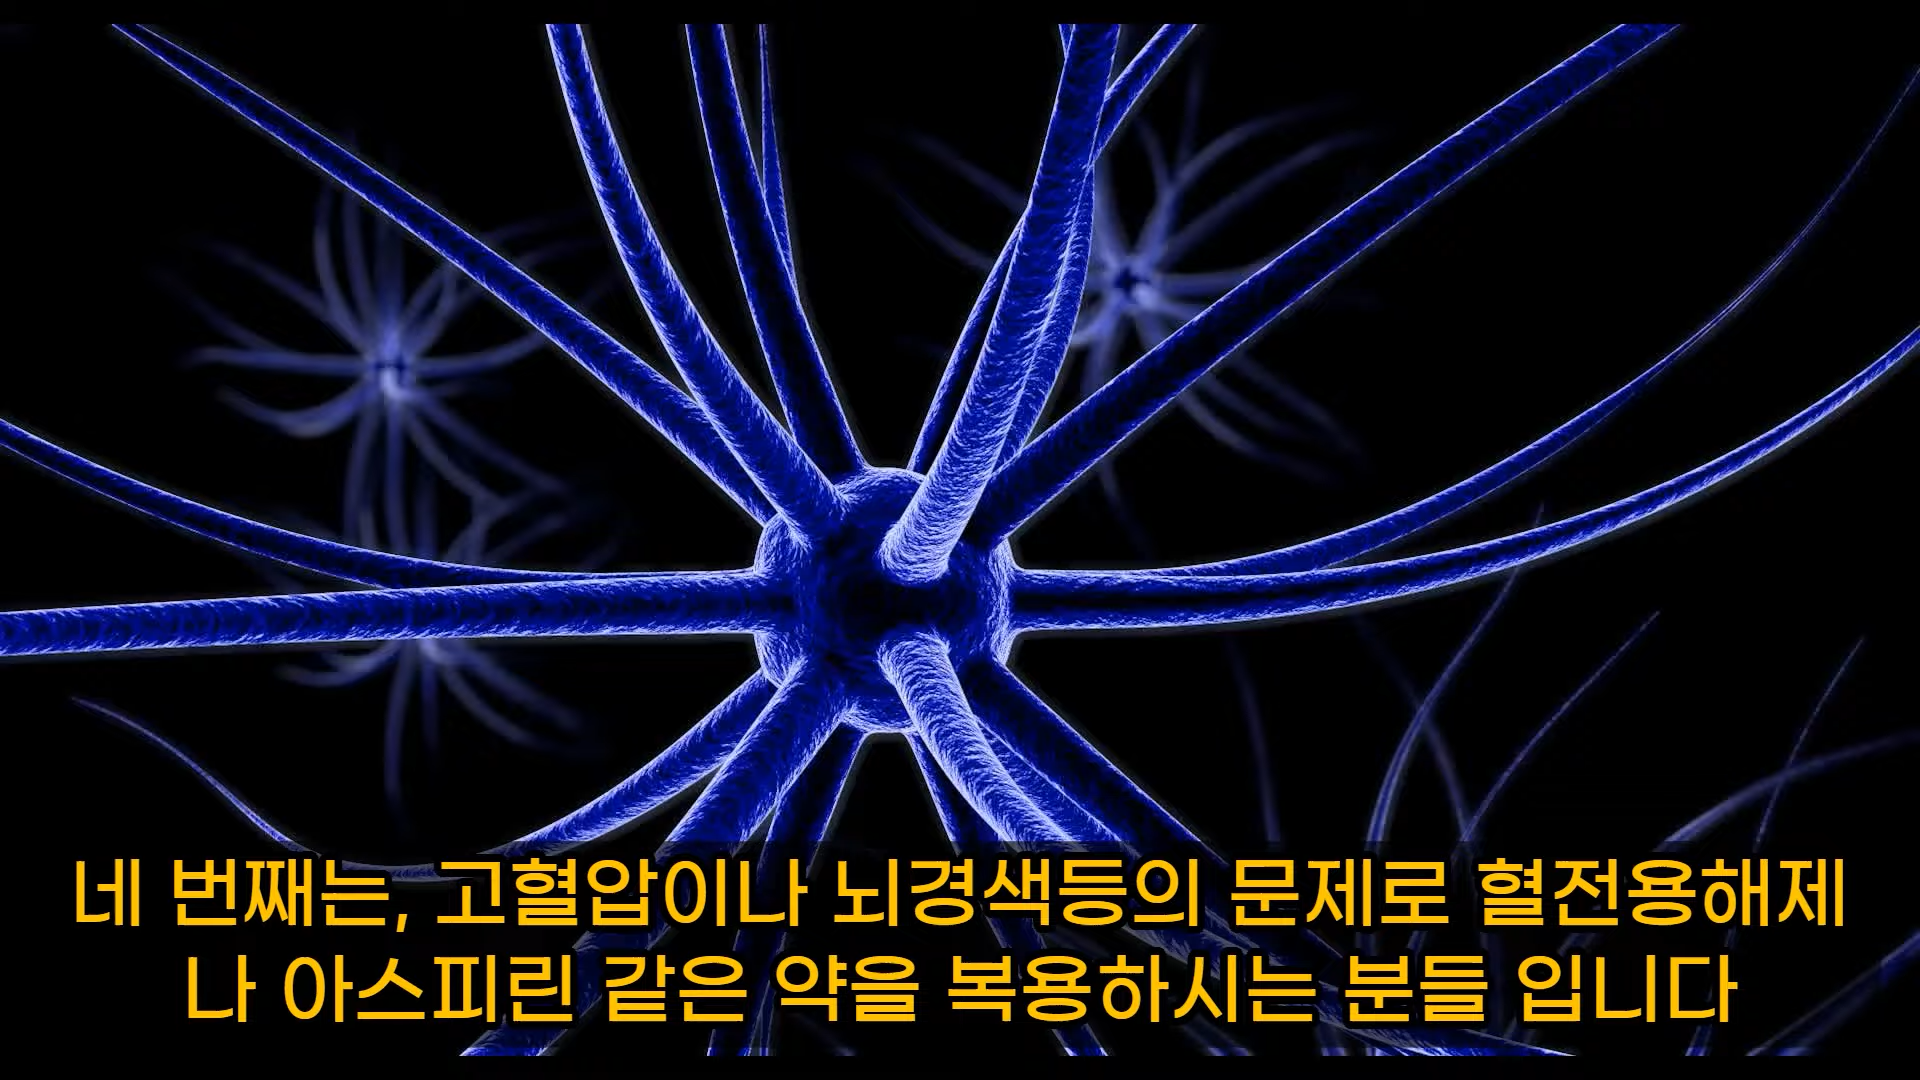 네 번째는, 고혈압이나 뇌경색등의 문제로 혈전용해제
나 아스피린 같은 약을 복용하시는 분들 입니다